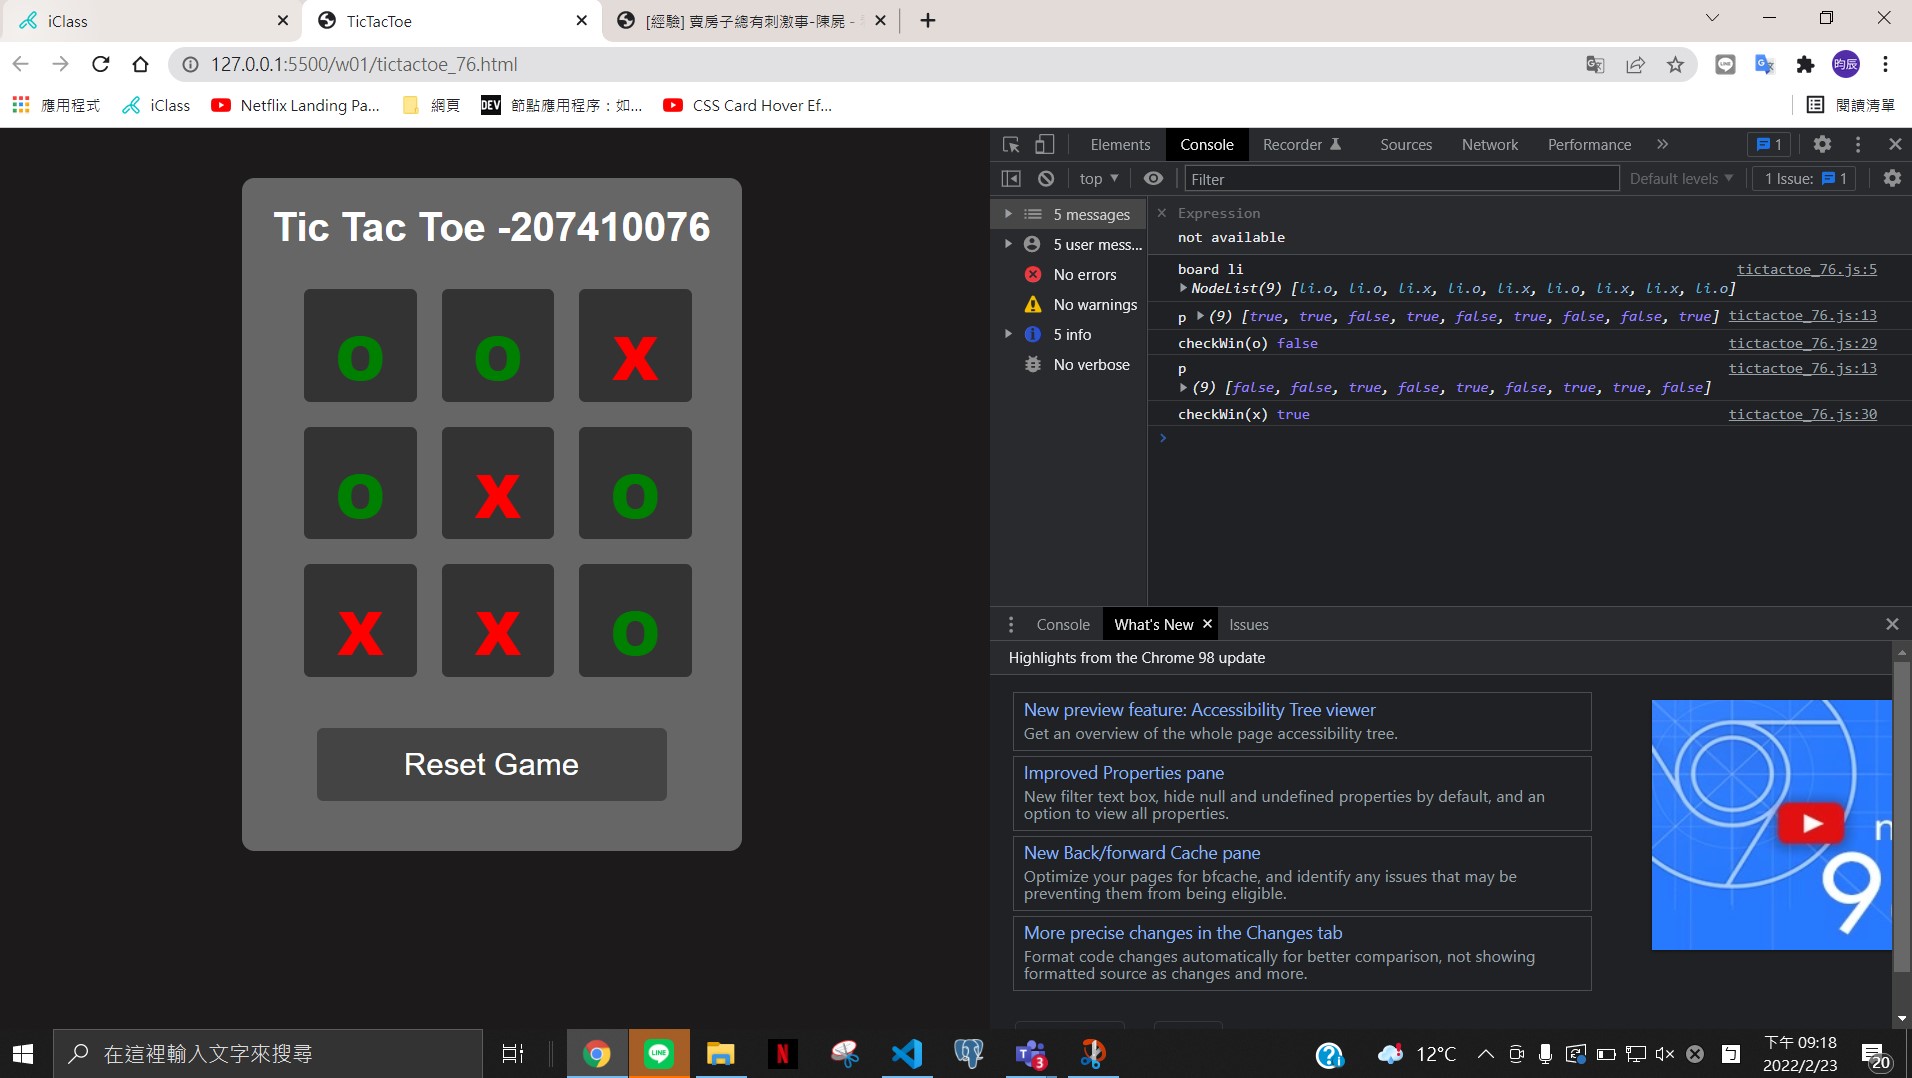 iClass
TicTacToe
[經驗] 賣房子總有刺激事-陳屍 -
127.0.0.1:5500/w01/tictactoe_76.html
昀辰
應用程式
iClass
Netflix Landing Pa...
網頁
DEV
節點應用程序：如...
CSS Card Hover Ef...
閱讀清單
Tic Tac Toe -207410076
o o x
o x o
x x o
Reset Game
Elements Console Recorder Sources Network Performance 1
top Filter Default levels 1 Issue: 1
5 messages
5 user mess...
No errors
No warnings
5 info
No verbose
Expression
not available
board li tictactoe_76.js:5
NodeList(9) [li.o, li.o, li.x, li.o, li.x, li.o, li.x, li.x, li.o]
p (9) [true, true, false, true, false, true, false, false, true] tictactoe_76.js:13
checkWin(o) false tictactoe_76.js:29
p tictactoe_76.js:13
(9) [false, false, true, false, true, false, true, true, false]
checkWin(x) true tictactoe_76.js:30
Console What's New Issues
Highlights from the Chrome 98 update
New preview feature: Accessibility Tree viewer
Get an overview of the whole page accessibility tree.
Improved Properties pane
New filter text box, hide null and undefined properties by default, and an
option to view all properties.
New Back/forward Cache pane
Optimize your pages for bfcache, and identify any issues that may be
preventing them from being eligible.
More precise changes in the Changes tab
Format code changes automatically for better comparison, not showing
formatted source as changes and more.
n
9
在這裡輸入文字來搜尋
LINE
N
3
12°C
下午 09:18
2022/2/23
20